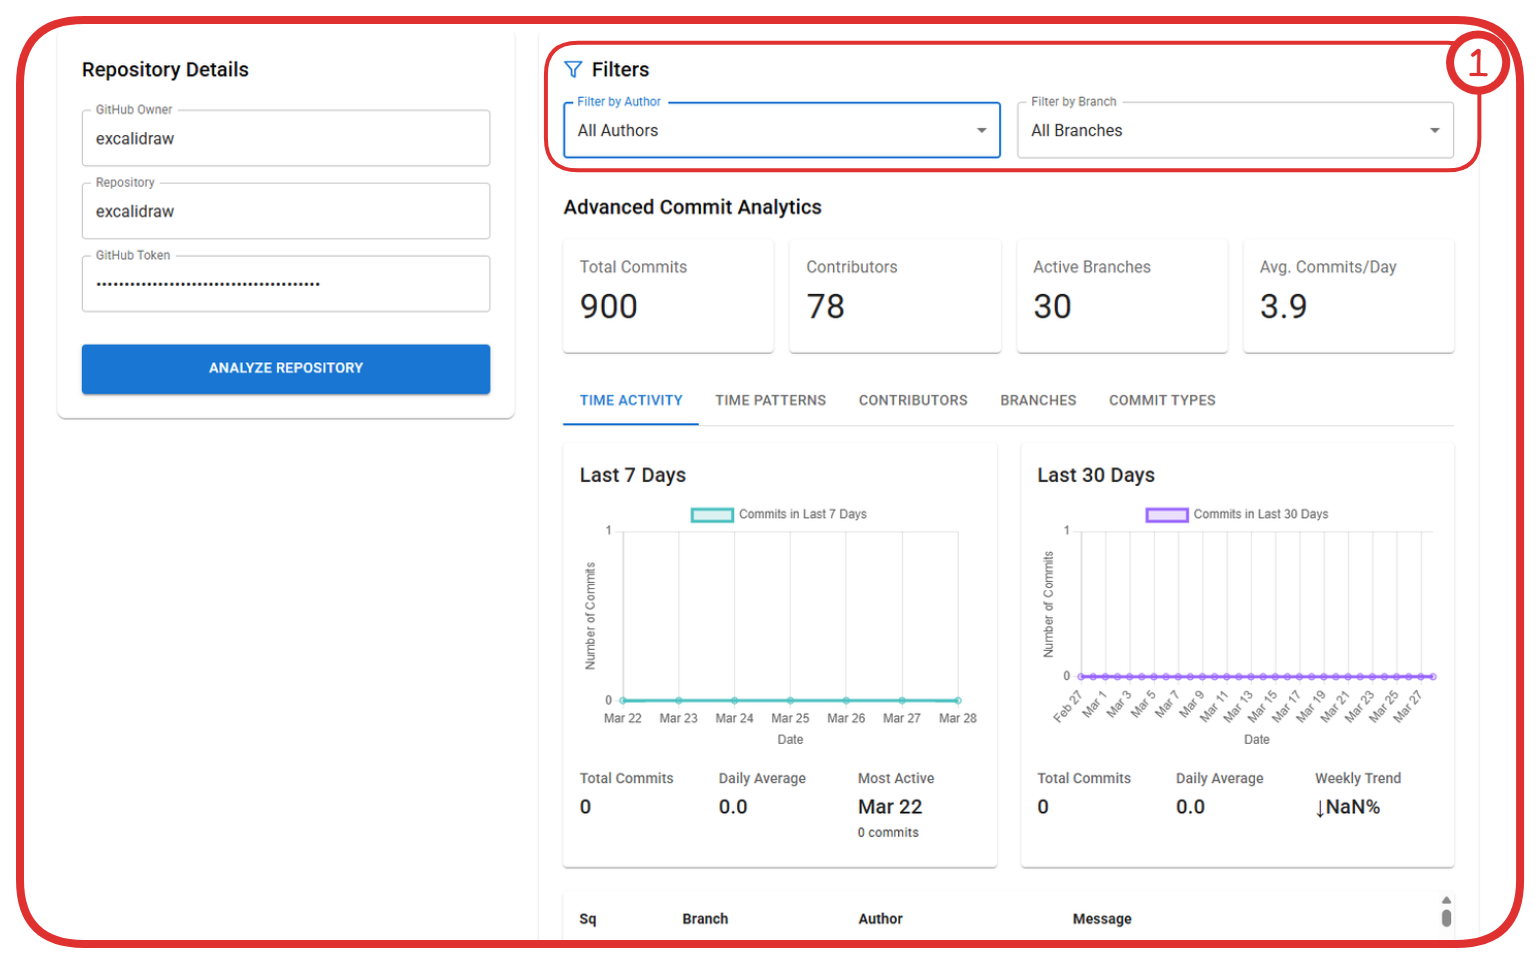 Repository Details
GitHub Owner
excalidraw
Repository
excalidraw
GitHub Token
••••••••••••••••••••••••••••••••••••••••
ANALYZE REPOSITORY
1
Filters
Filter by Author
All Authors
Filter by Branch
All Branches
Advanced Commit Analytics
Total Commits
900
Contributors
78
Active Branches
30
Avg. Commits/Day
3.9
TIME ACTIVITY TIME PATTERNS CONTRIBUTORS BRANCHES COMMIT TYPES
Last 7 Days
Commits in Last 7 Days
1
Number of Commits
0
Mar 22 Mar 23 Mar 24 Mar 25 Mar 26 Mar 27 Mar 28
Date
Total Commits
0
Daily Average
0.0
Most Active
Mar 22
0 commits
Last 30 Days
Commits in Last 30 Days
1
Number of Commits
0
Feb 27 Mar 1 Mar 3 Mar 5 Mar 7 Mar 9 Mar 11 Mar 13 Mar 15 Mar 17 Mar 19 Mar 21 Mar 23 Mar 25 Mar 27
Date
Total Commits
0
Daily Average
0.0
Weekly Trend
↓NaN%
Sq Branch Author Message